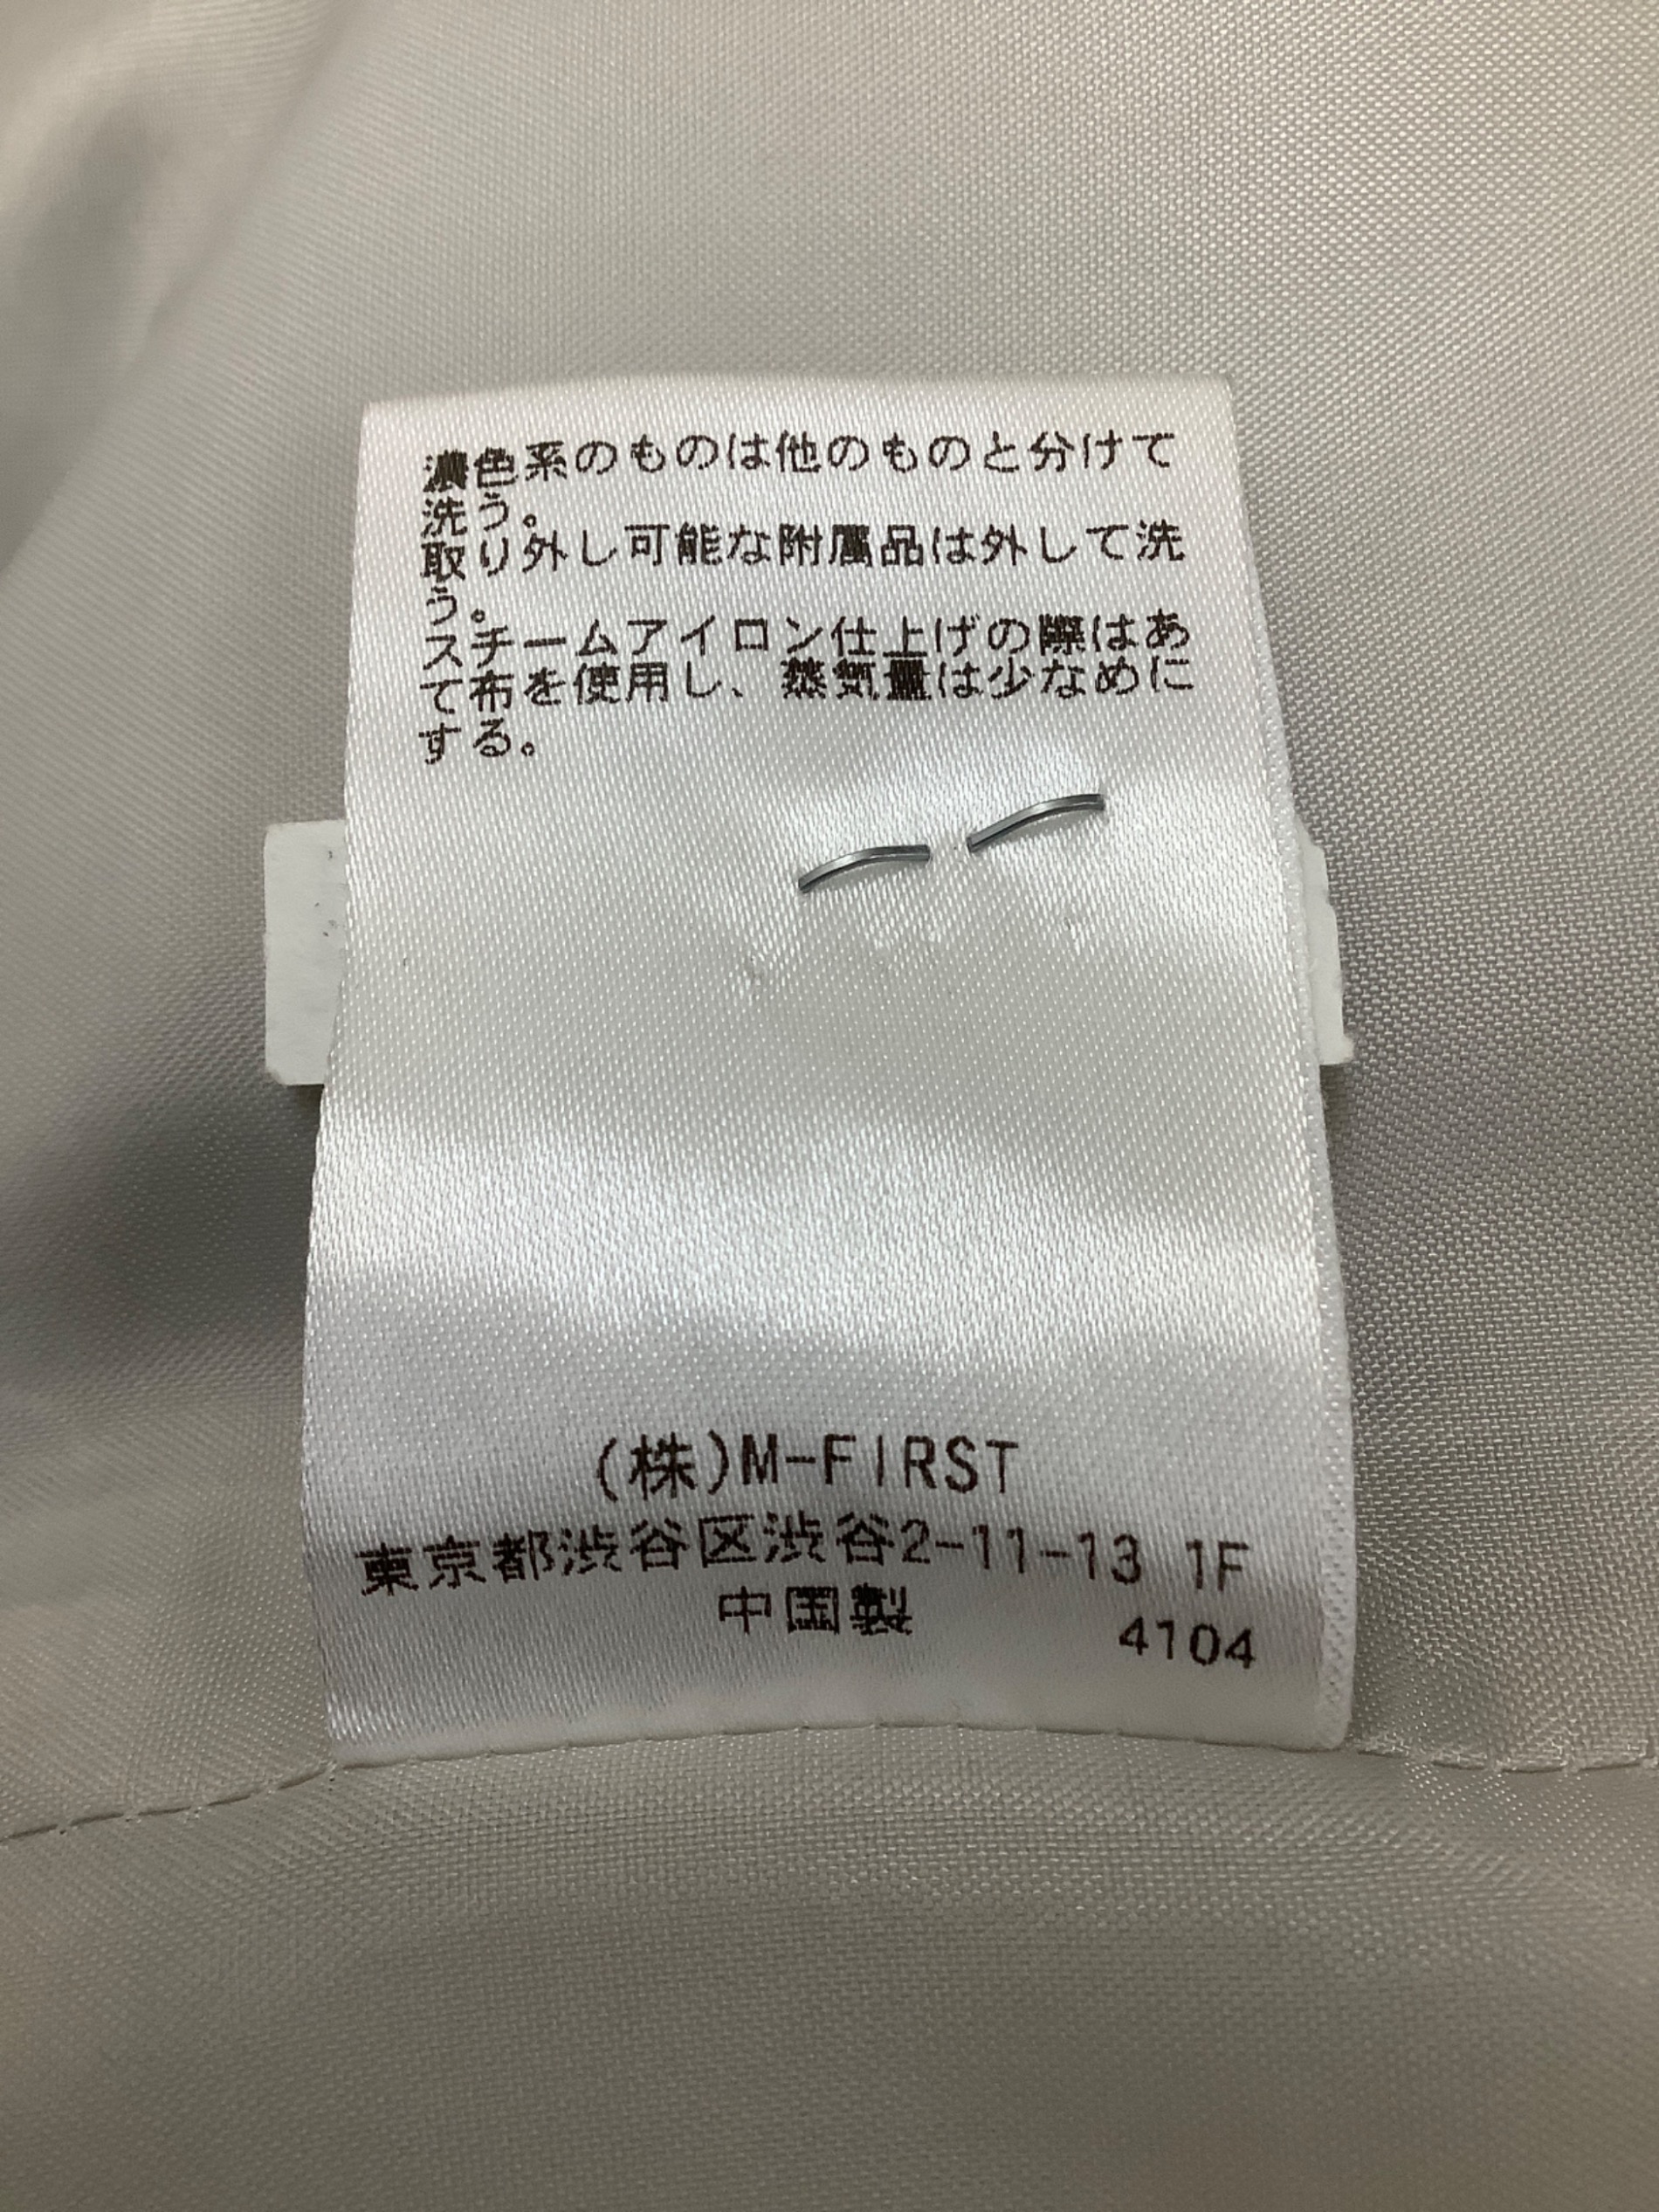 濃色系のものは他のものと分けて
洗う。
取り外し可能な附属品は外して洗
う。
スチームアイロン仕上げの際はあ
て布を使用し、蒸気量は少なめに
する。
(株)M-FIRST
東京都渋谷区渋谷2-11-13 1F
中国製
4104